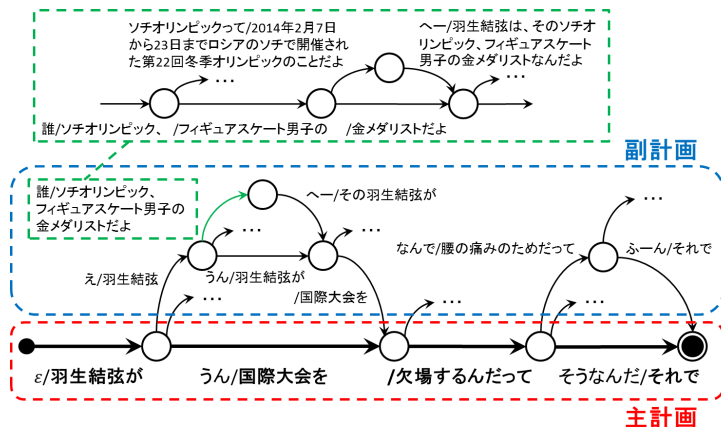 ソチオリンピックって/2014年2月7日
から23日までロシアのソチで開催され
た第22回冬季オリンピックのことだよ
へー/羽生結弦は、そのソチオ
リンピック、フィギュアスケート
男子の金メダリストなんだよ
…
…
誰/ソチオリンピック、 /フィギュアスケート男子の /金メダリストだよ
副計画
誰/ソチオリンピック、
フィギュアスケート男子の
金メダリストだよ
へー/その羽生結弦が
…
…
…
なんで/腰の痛みのためだって
ふーん/それで
え/羽生結弦
うん/羽生結弦が
/国際大会を
…
…
…
ε/羽生結弦が
うん/国際大会を
/欠場するんだって
そうなんだ/それで
主計画